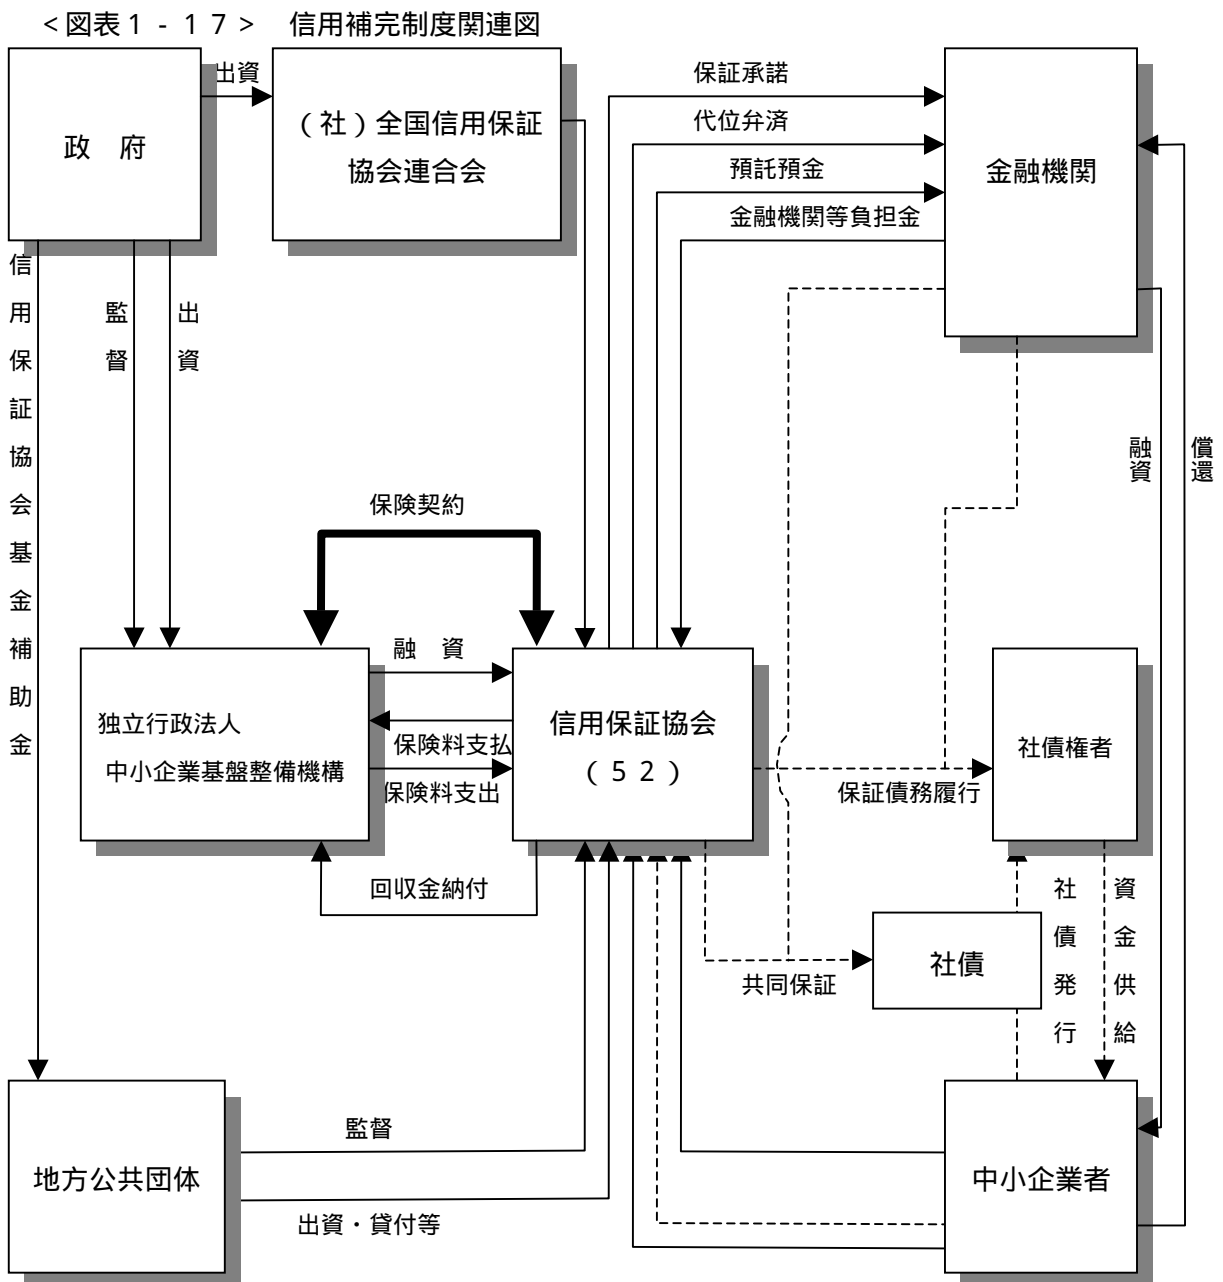 <図表1-17>　信用補完制度関連図
政　府
出資
(社)全国信用保証
協会連合会
保証承諾
代位弁済
預託預金
金融機関等負担金
金融機関
信用保証協会基金補助金
監督
出資
融資
償還
保険契約
独立行政法人
中小企業基盤整備機構
融　資
保険料支払
保険料支出
回収金納付
信用保証協会
(52)
保証債務履行
社債権者
共同保証
社債
社債発行
資金供給
地方公共団体
監督
出資・貸付等
中小企業者